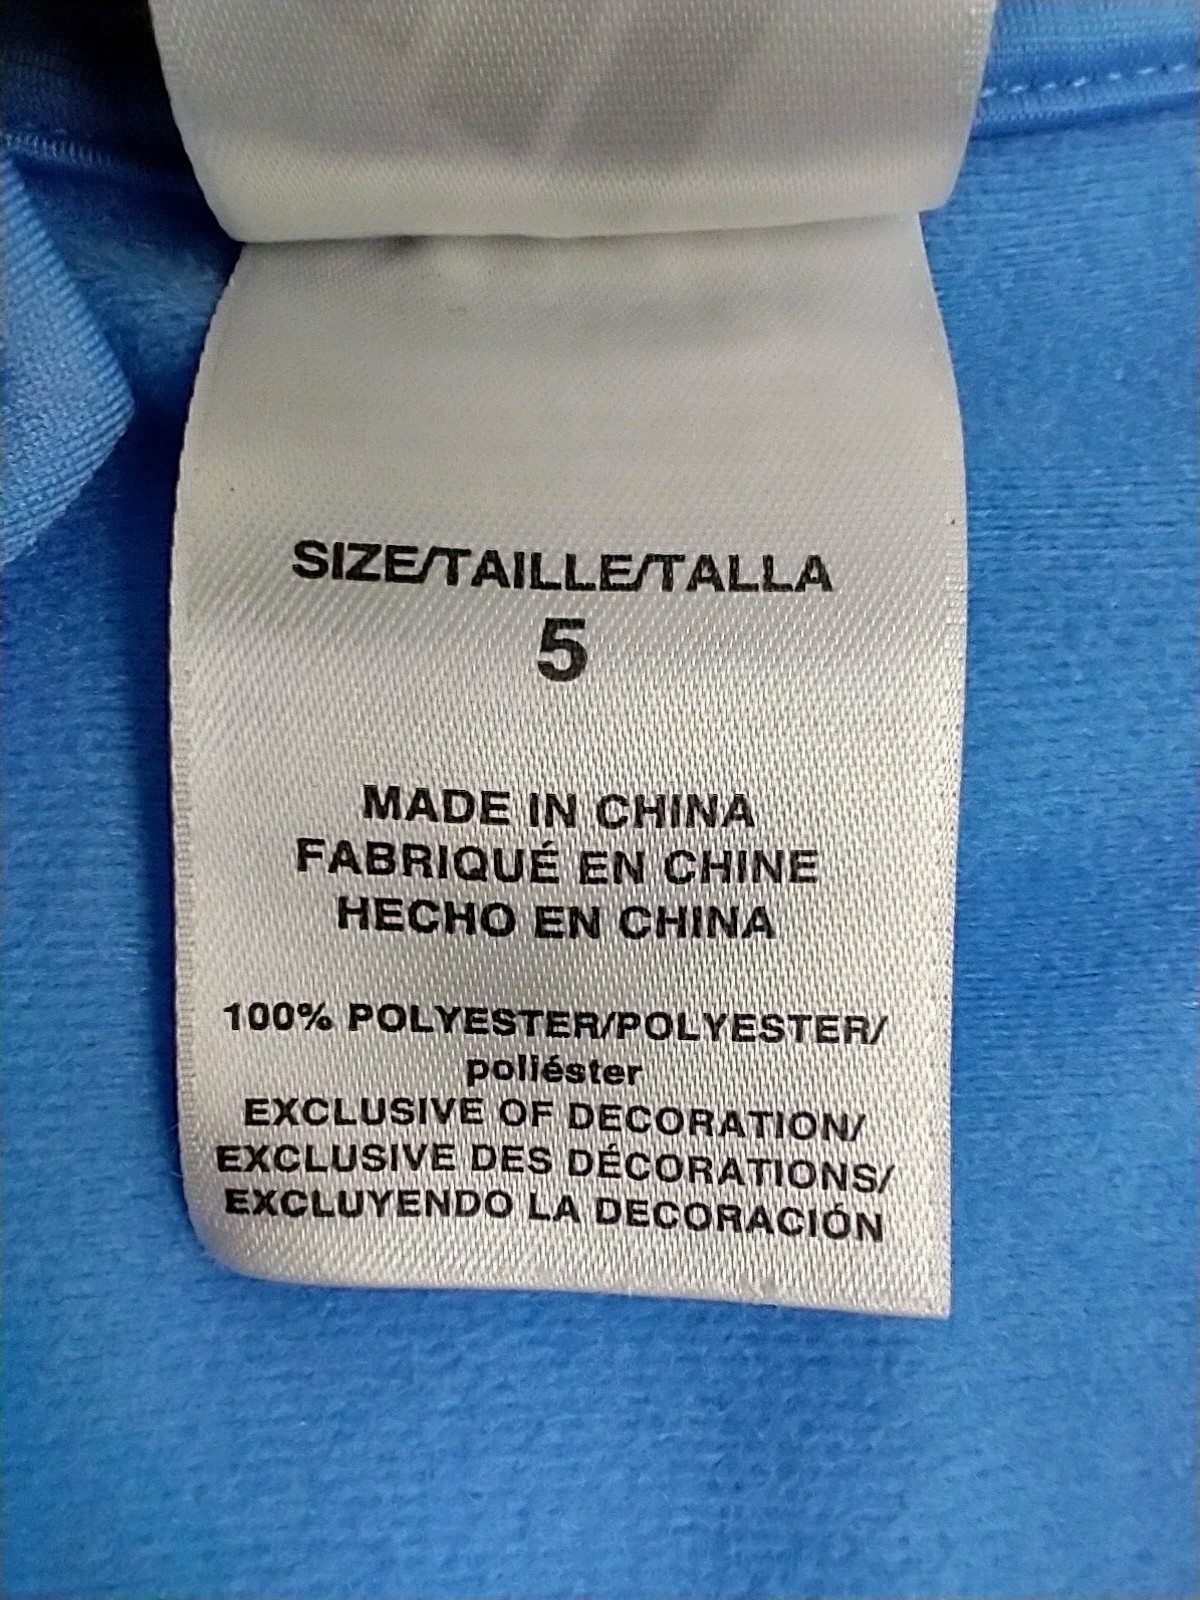 SIZE/TAILLE/TALLA
5
MADE IN CHINA
FABRIQUÉ EN CHINE
HECHO EN CHINA
100% POLYESTER/POLYESTER/
poliéster
EXCLUSIVE OF DECORATION/
EXCLUSIVE DES DÉCORATIONS/
EXCLUYENDO LA DECORACIÓN